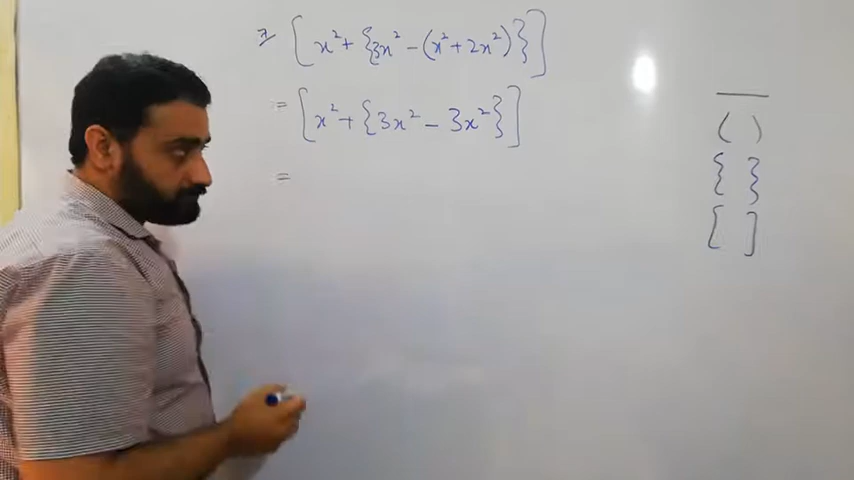 7 [x²+{3x²-(x²+2x²)}]
= [x²+{3x²-3x²}]
=
―
( )
{ }
[ ]